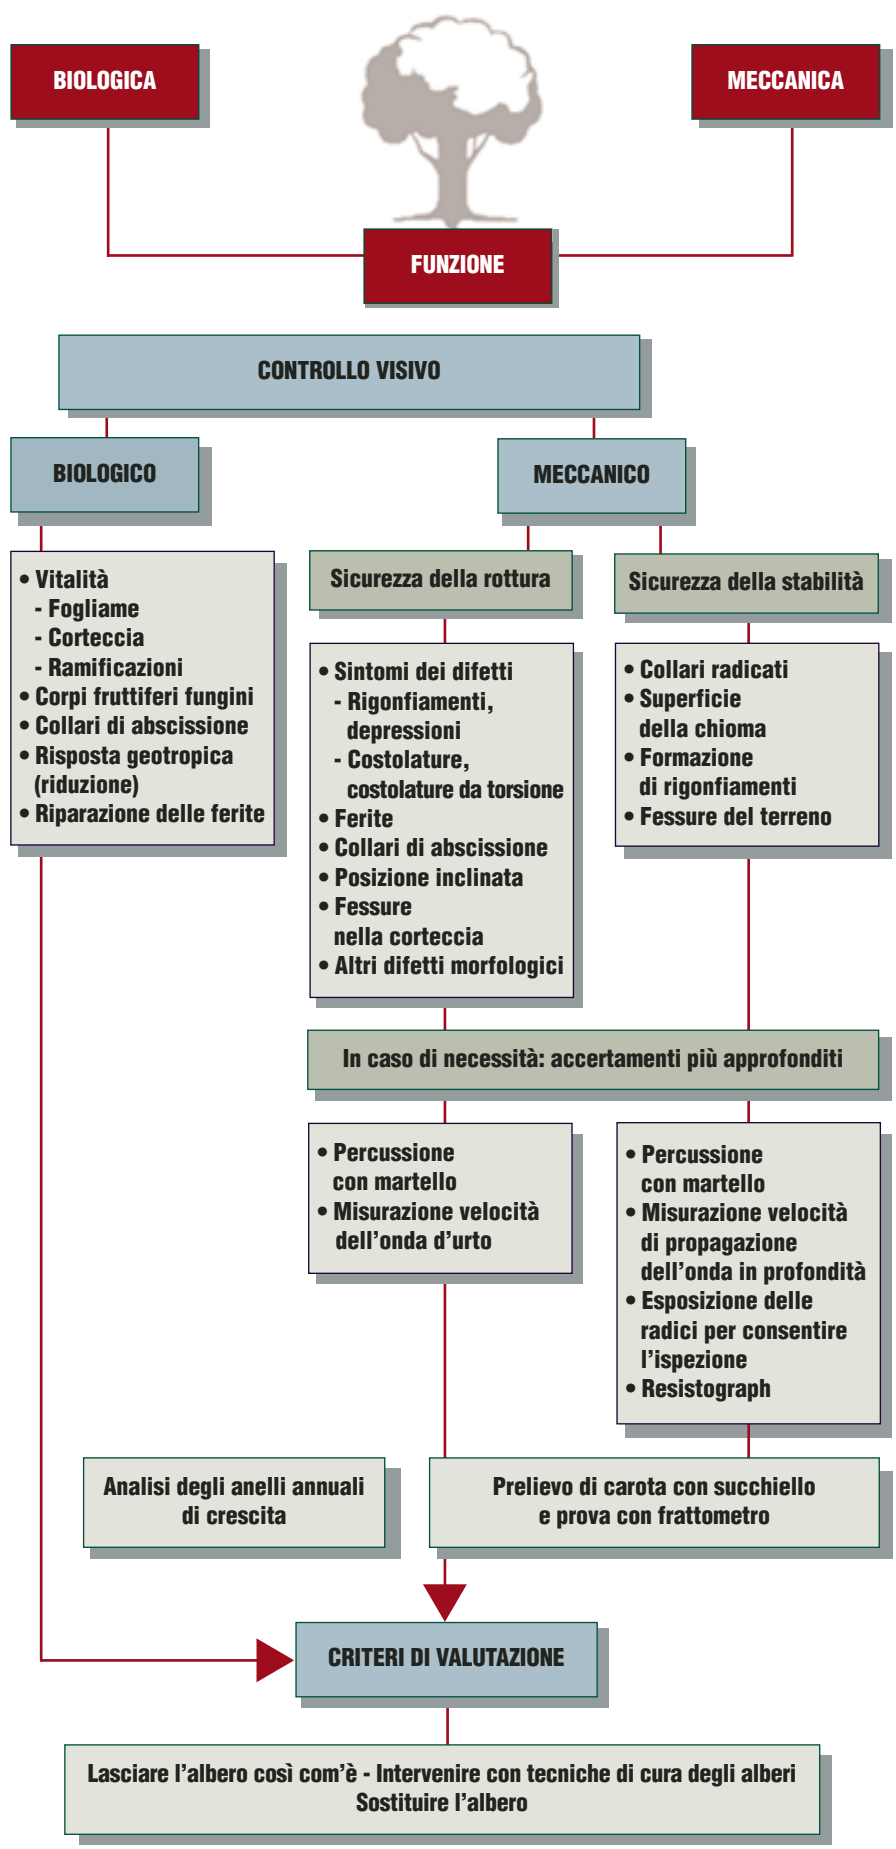 BIOLOGICA
MECCANICA
FUNZIONE
CONTROLLO VISIVO
BIOLOGICO
MECCANICO
• Vitalità
- Fogliame
- Corteccia
- Ramificazioni
• Corpi fruttiferi fungini
• Collari di abscissione
• Risposta geotropica
(riduzione)
• Riparazione delle ferite
Sicurezza della rottura
• Sintomi dei difetti
- Rigonfiamenti,
depressioni
- Costolature,
costolature da torsione
• Ferite
• Collari di abscissione
• Posizione inclinata
• Fessure
nella corteccia
• Altri difetti morfologici
Sicurezza della stabilità
• Collari radicati
• Superficie
della chioma
• Formazione
di rigonfiamenti
• Fessure del terreno
In caso di necessità: accertamenti più approfonditi
• Percussione
con martello
• Misurazione velocità
dell'onda d'urto
• Percussione
con martello
• Misurazione velocità
di propagazione
dell'onda in profondità
• Esposizione delle
radici per consentire
l'ispezione
• Resistograph
Analisi degli anelli annuali
di crescita
Prelievo di carota con succhiello
e prova con frattometro
CRITERI DI VALUTAZIONE
Lasciare l'albero così com'è - Intervenire con tecniche di cura degli alberi
Sostituire l'albero